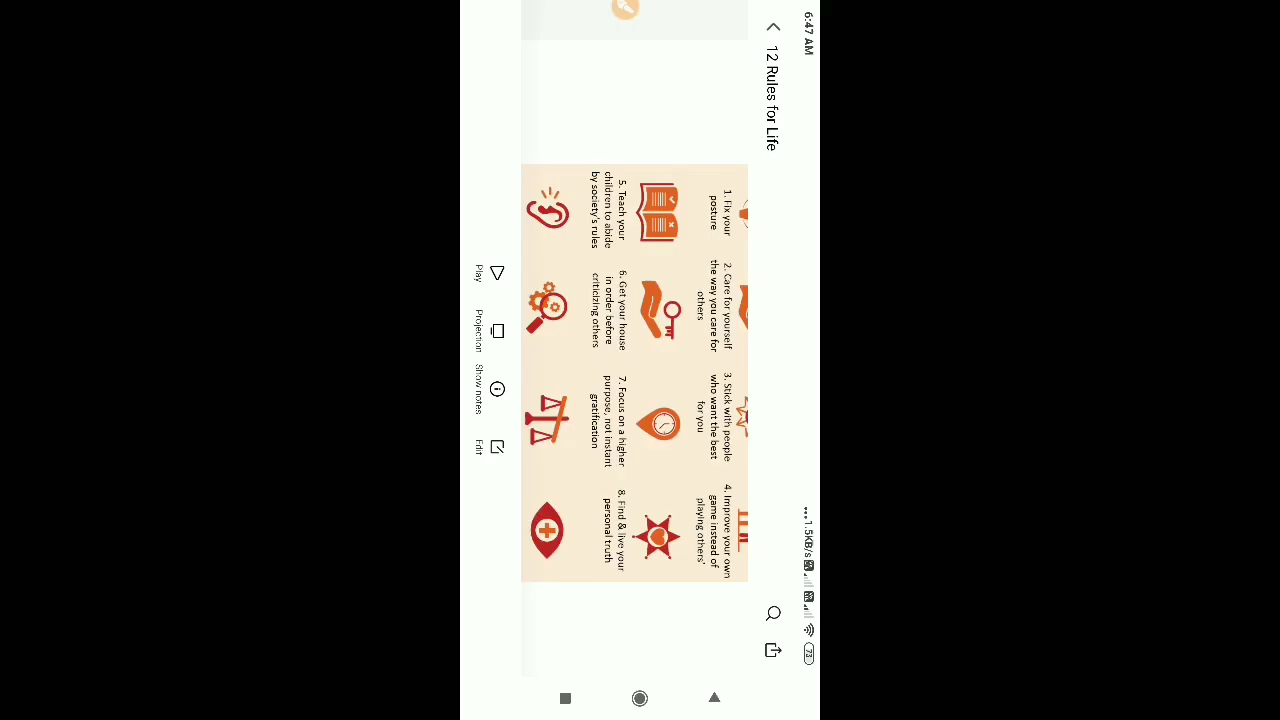 6:47 AM
1.5KB/s
73
12 Rules for Life
1. Fix your
posture
2. Care for yourself
the way you care for
others
3. Stick with people
who want the best
for you
4. Improve your own
game instead of
playing others'
5. Teach your
children to abide
by society's rules
6. Get your house
in order before
criticizing others
7. Focus on a higher
purpose, not instant
gratification
8. Find & live your
personal truth
Play
Projection
Show notes
Edit